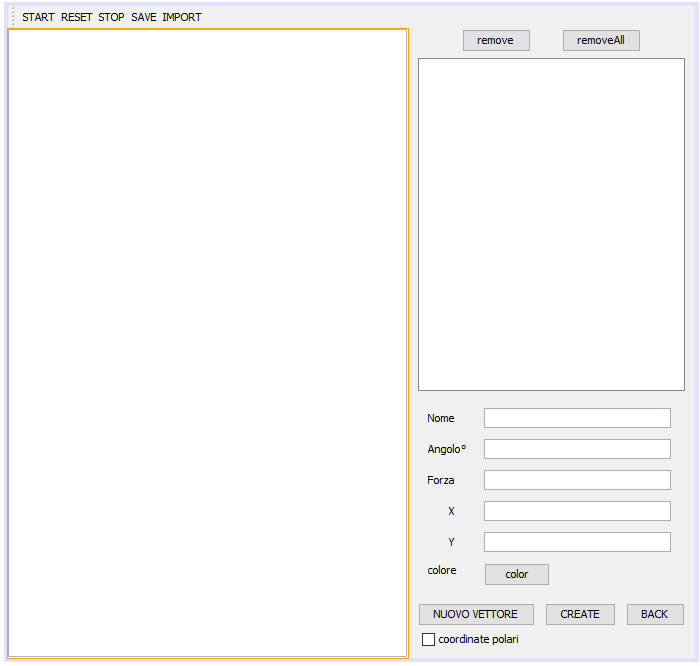 START RESET STOP SAVE IMPORT
remove removeAll
Nome
Angolo°
Forza
X
Y
colore color
NUOVO VETTORE CREATE BACK
coordinate polari